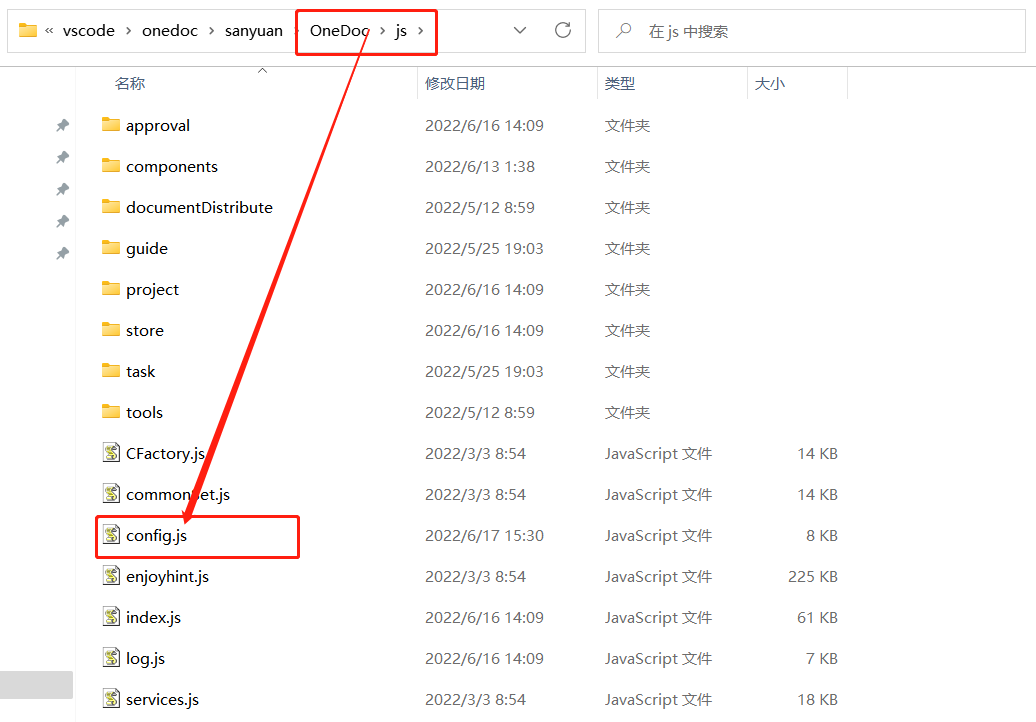 « vscode › onedoc › sanyuan › OneDoc › js ›
在 js 中搜索
名称 修改日期 类型 大小
approval 2022/6/16 14:09 文件夹
components 2022/6/13 1:38 文件夹
documentDistribute 2022/5/12 8:59 文件夹
guide 2022/5/25 19:03 文件夹
project 2022/6/16 14:09 文件夹
store 2022/6/16 14:09 文件夹
task 2022/5/25 19:03 文件夹
tools 2022/5/12 8:59 文件夹
CFactory.js 2022/3/3 8:54 JavaScript 文件 14 KB
2022/3/3 8:54 JavaScript 文件 14 KB
config.js 2022/6/17 15:30 JavaScript 文件 8 KB
enjoyhint.js 2022/3/3 8:54 JavaScript 文件 225 KB
index.js 2022/6/16 14:09 JavaScript 文件 61 KB
log.js 2022/6/16 14:09 JavaScript 文件 7 KB
services.js 2022/3/3 8:54 JavaScript 文件 18 KB